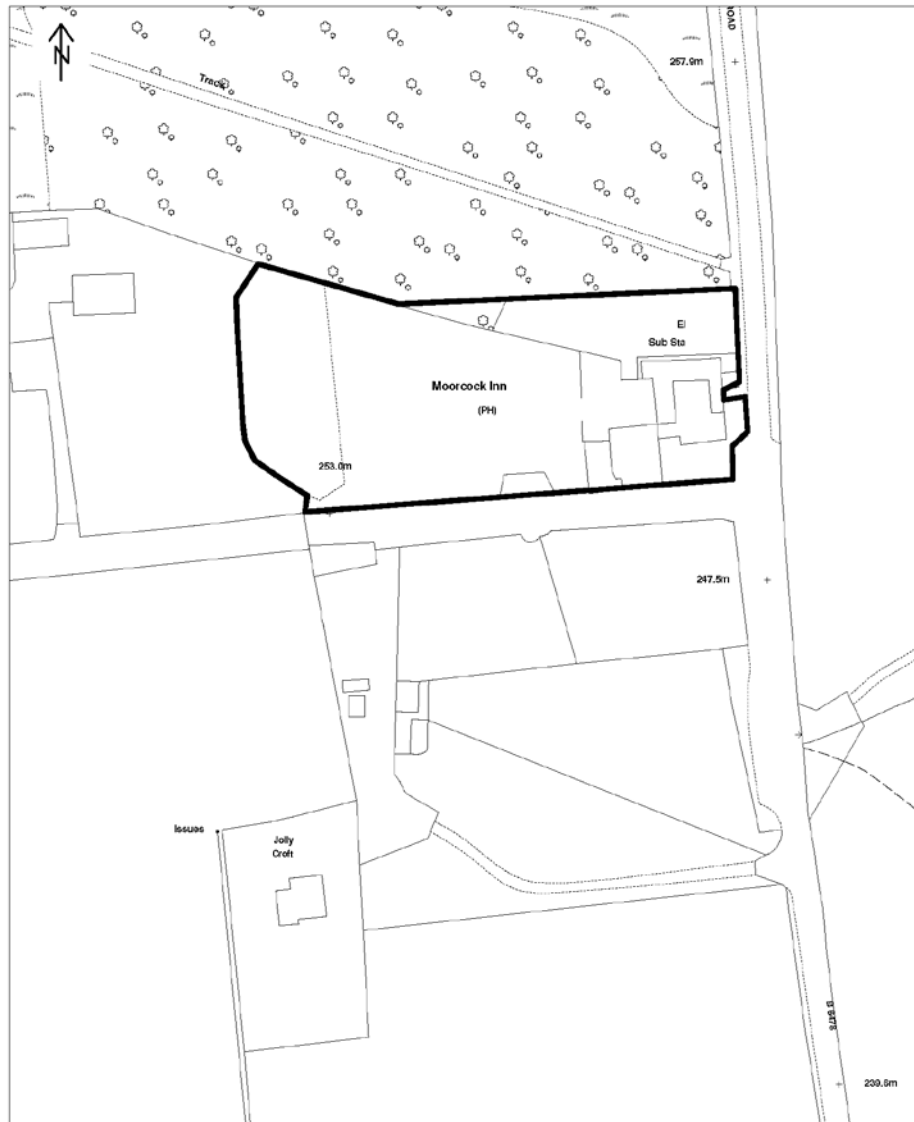 ROAD
N
257.9m
Track
El
Sub Sta
Moorcock Inn
(PH)
253.0m
247.5m
Issues
Jolly
Croft
B 6478
239.6m